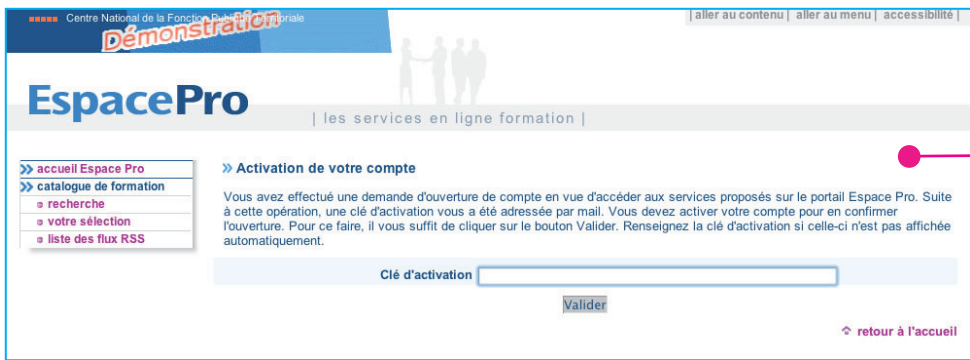 Centre National de la Fonction Publique Territoriale
Démonstration
| aller au contenu | aller au menu | accessibilité |
EspacePro
| les services en ligne formation |
accueil Espace Pro
catalogue de formation
recherche
votre sélection
liste des flux RSS
Activation de votre compte
Vous avez effectué une demande d'ouverture de compte en vue d'accéder aux services proposés sur le portail Espace Pro. Suite
à cette opération, une clé d'activation vous a été adressée par mail. Vous devez activer votre compte pour en confirmer
l'ouverture. Pour ce faire, il vous suffit de cliquer sur le bouton Valider. Renseignez la clé d'activation si celle-ci n'est pas affichée
automatiquement.
Clé d'activation
Valider
retour à l'accueil